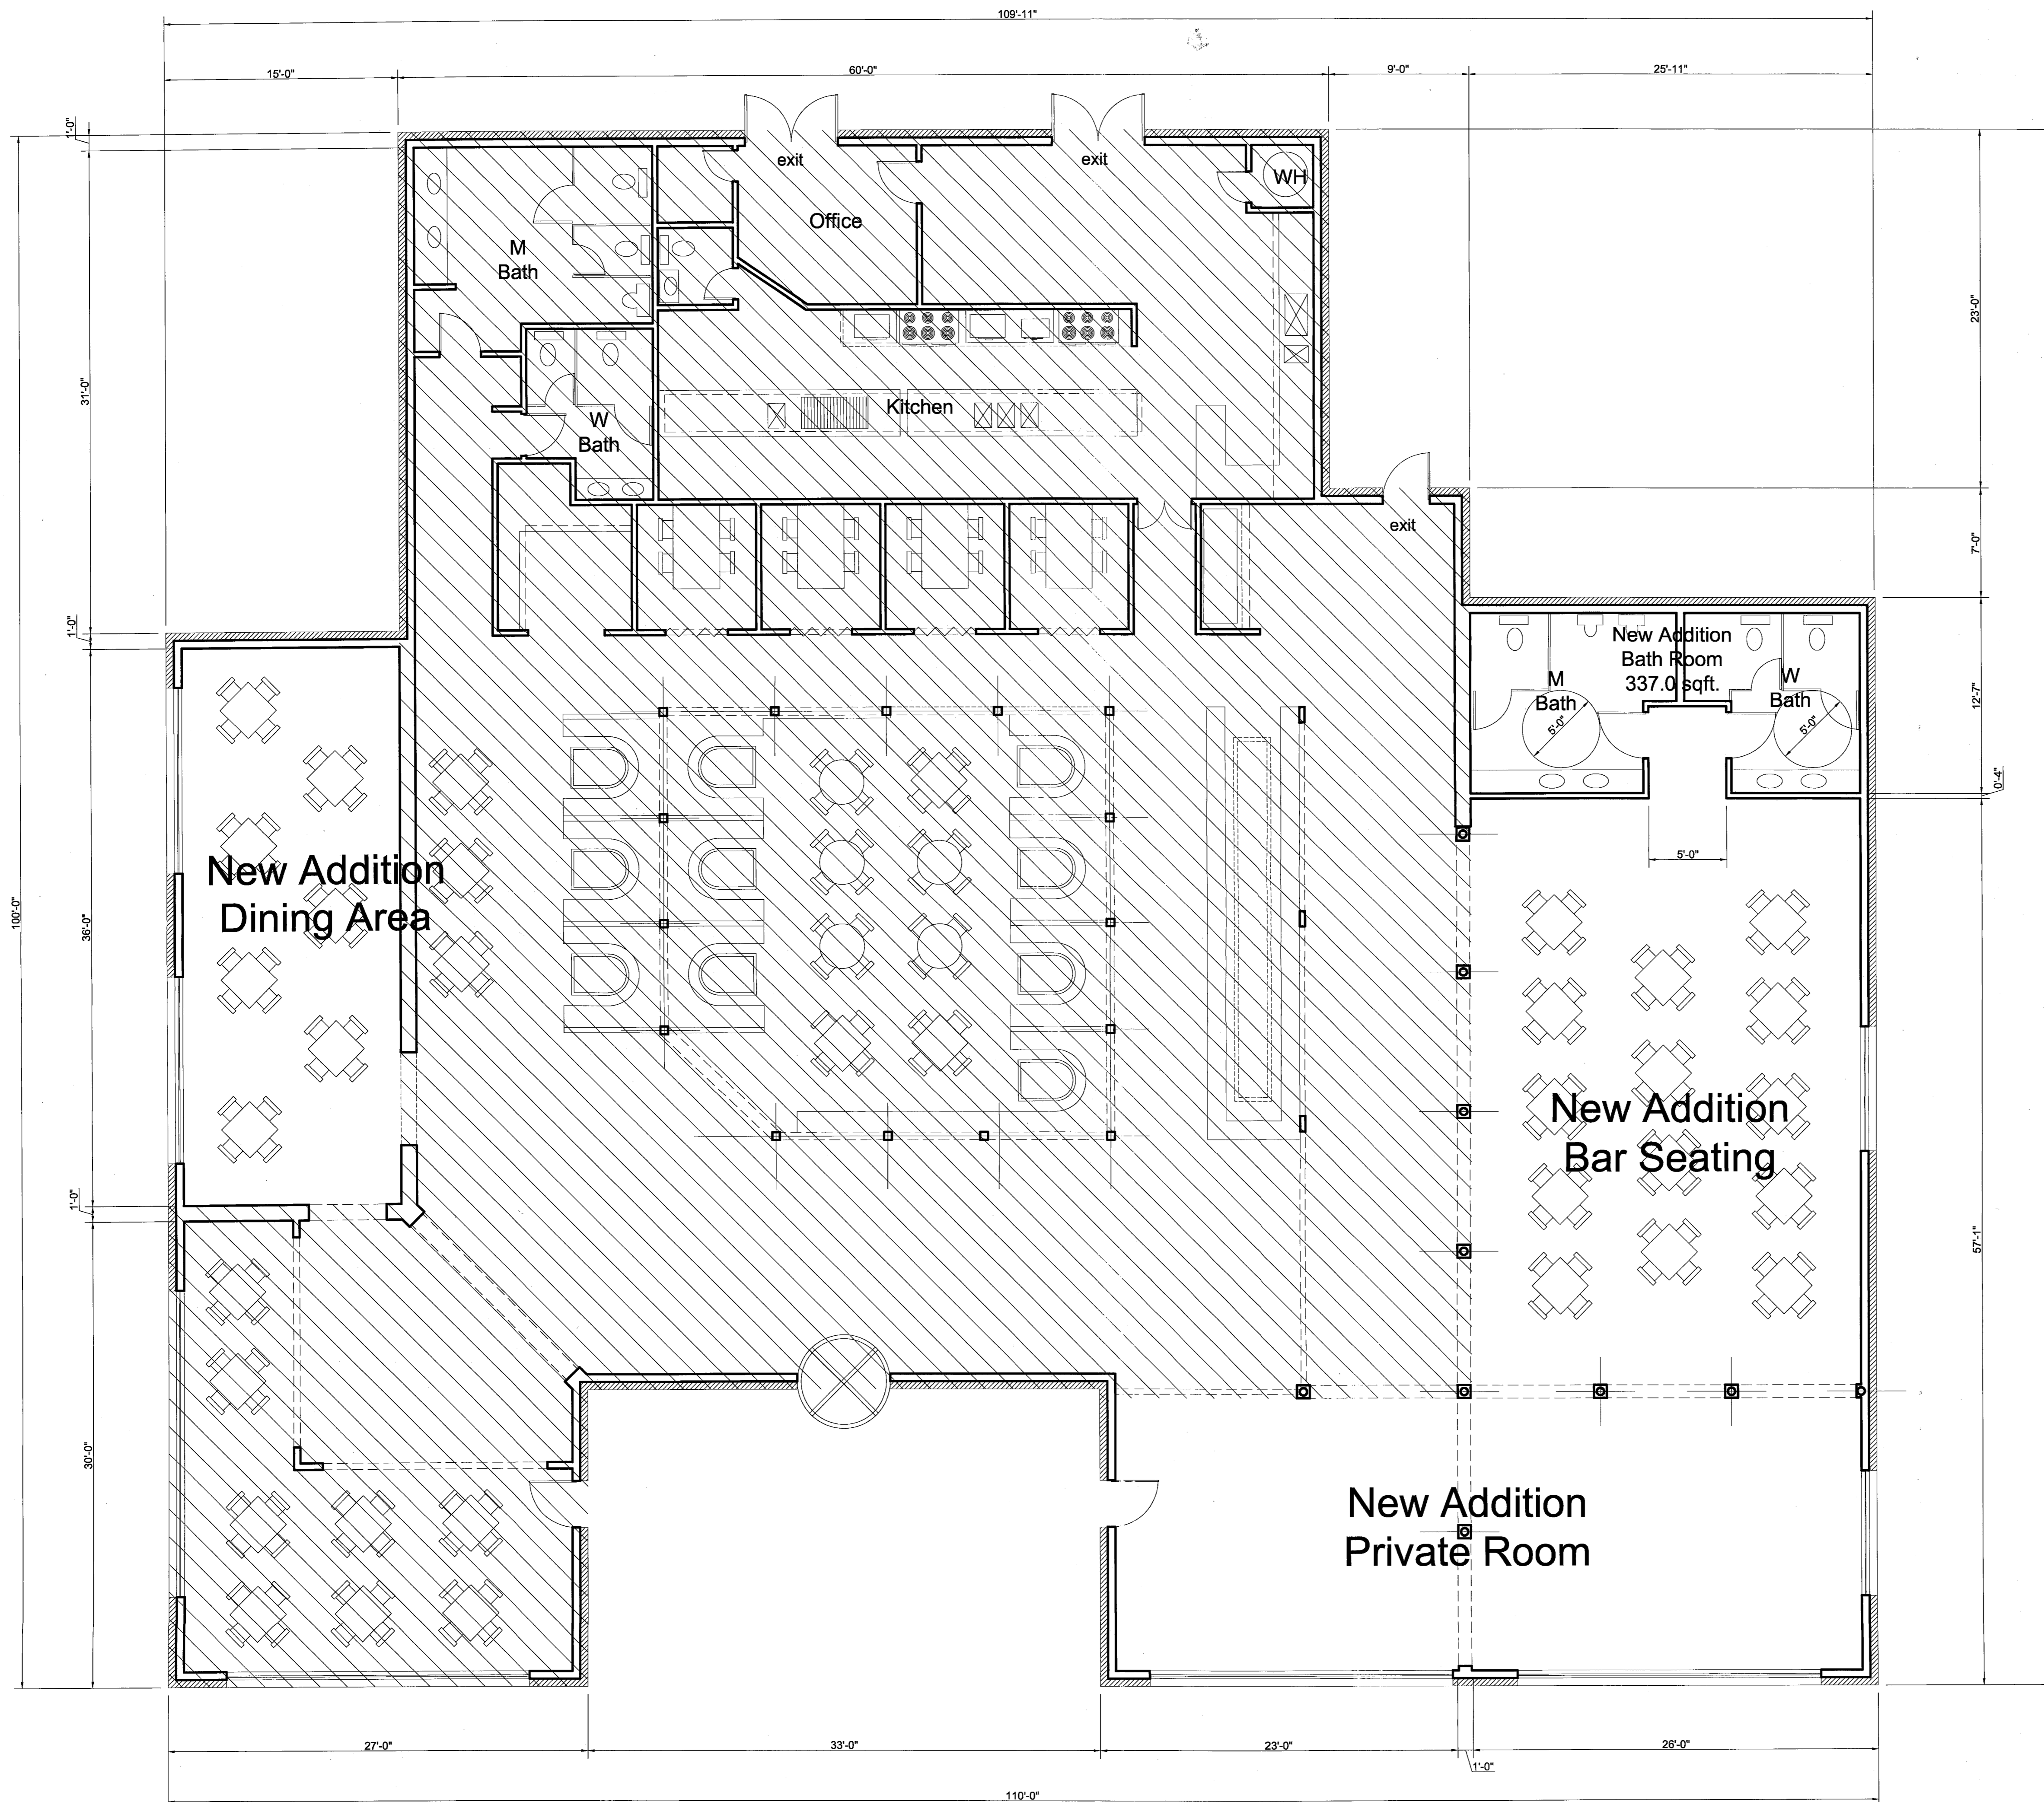 109'-11"
15'-0"
60'-0"
9'-0"
25'-11"
1'-0"
exit
exit
WH
Office
M
Bath
23'-0"
31'-0"
Kitchen
W
Bath
exit
7'-0"
1'-0"
New Addition
Bath Room
337.0 sqft.
M
Bath
W
Bath
5'-0"
5'-0"
12'-7"
0'-4"
5'-0"
New Addition
Dining Area
100'-0"
36'-0"
New Addition
Bar Seating
1'-0"
57'-1"
30'-0"
New Addition
Private Room
27'-0"
33'-0"
23'-0"
1'-0"
26'-0"
110'-0"